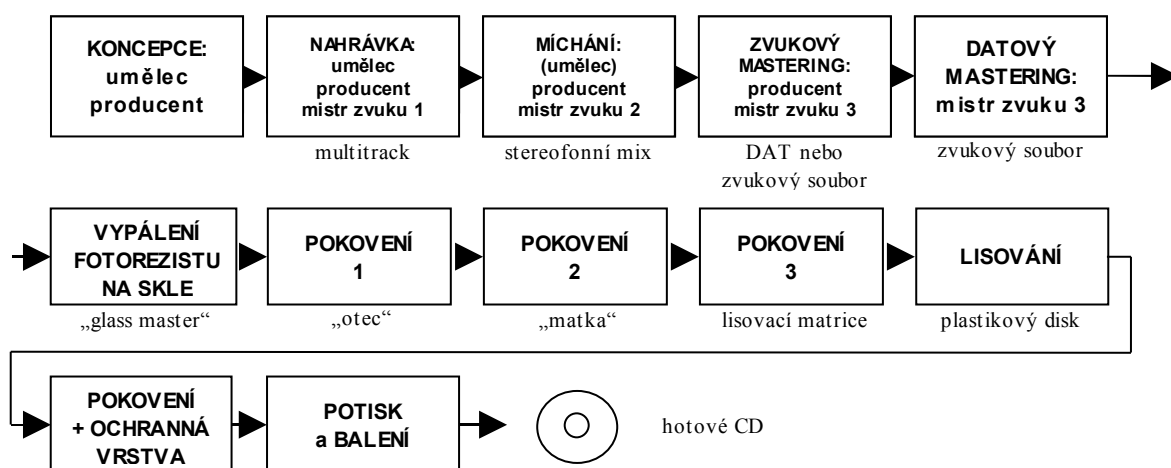 KONCEPCE:
umělec
producent
NAHRÁVKA:
umělec
producent
mistr zvuku 1
MÍCHÁNÍ:
(umělec)
producent
mistr zvuku 2
ZVUKOVÝ
MASTERING:
producent
mistr zvuku 3
DATOVÝ
MASTERING:
mistr zvuku 3
multitrack
stereofonní mix
DAT nebo
zvukový soubor
zvukový soubor
VYPÁLENÍ
FOTOREZISTU
NA SKLE
POKOVENÍ
1
POKOVENÍ
2
POKOVENÍ
3
LISOVÁNÍ
„glass master“
„otec“
„matka“
lisovací matrice
plastikový disk
POKOVENÍ
+ OCHRANNÁ
VRSTVA
POTISK
a BALENÍ
hotové CD